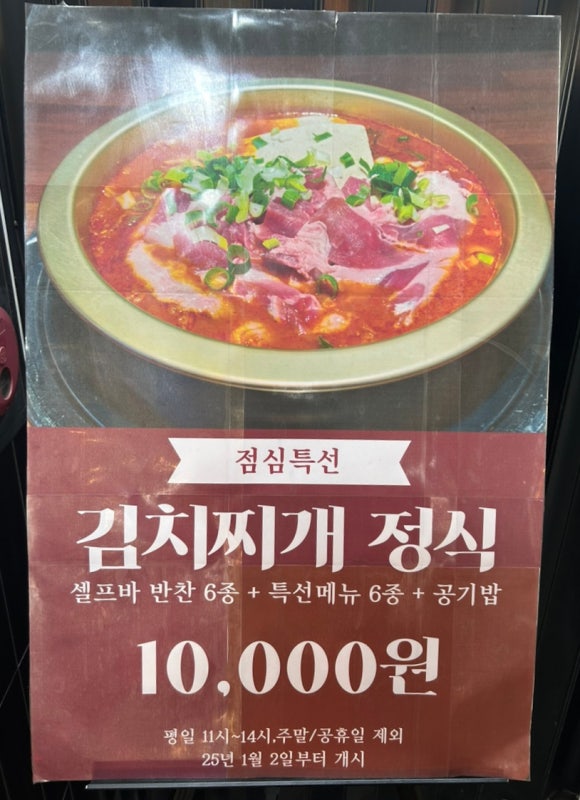 점심특선
김치찌개 정식
셀프바 반찬 6종 + 특선메뉴 6종 + 공기밥
10,000원
평일 11시~14시,주말/공휴일 제외
25년 1월 2일부터 개시